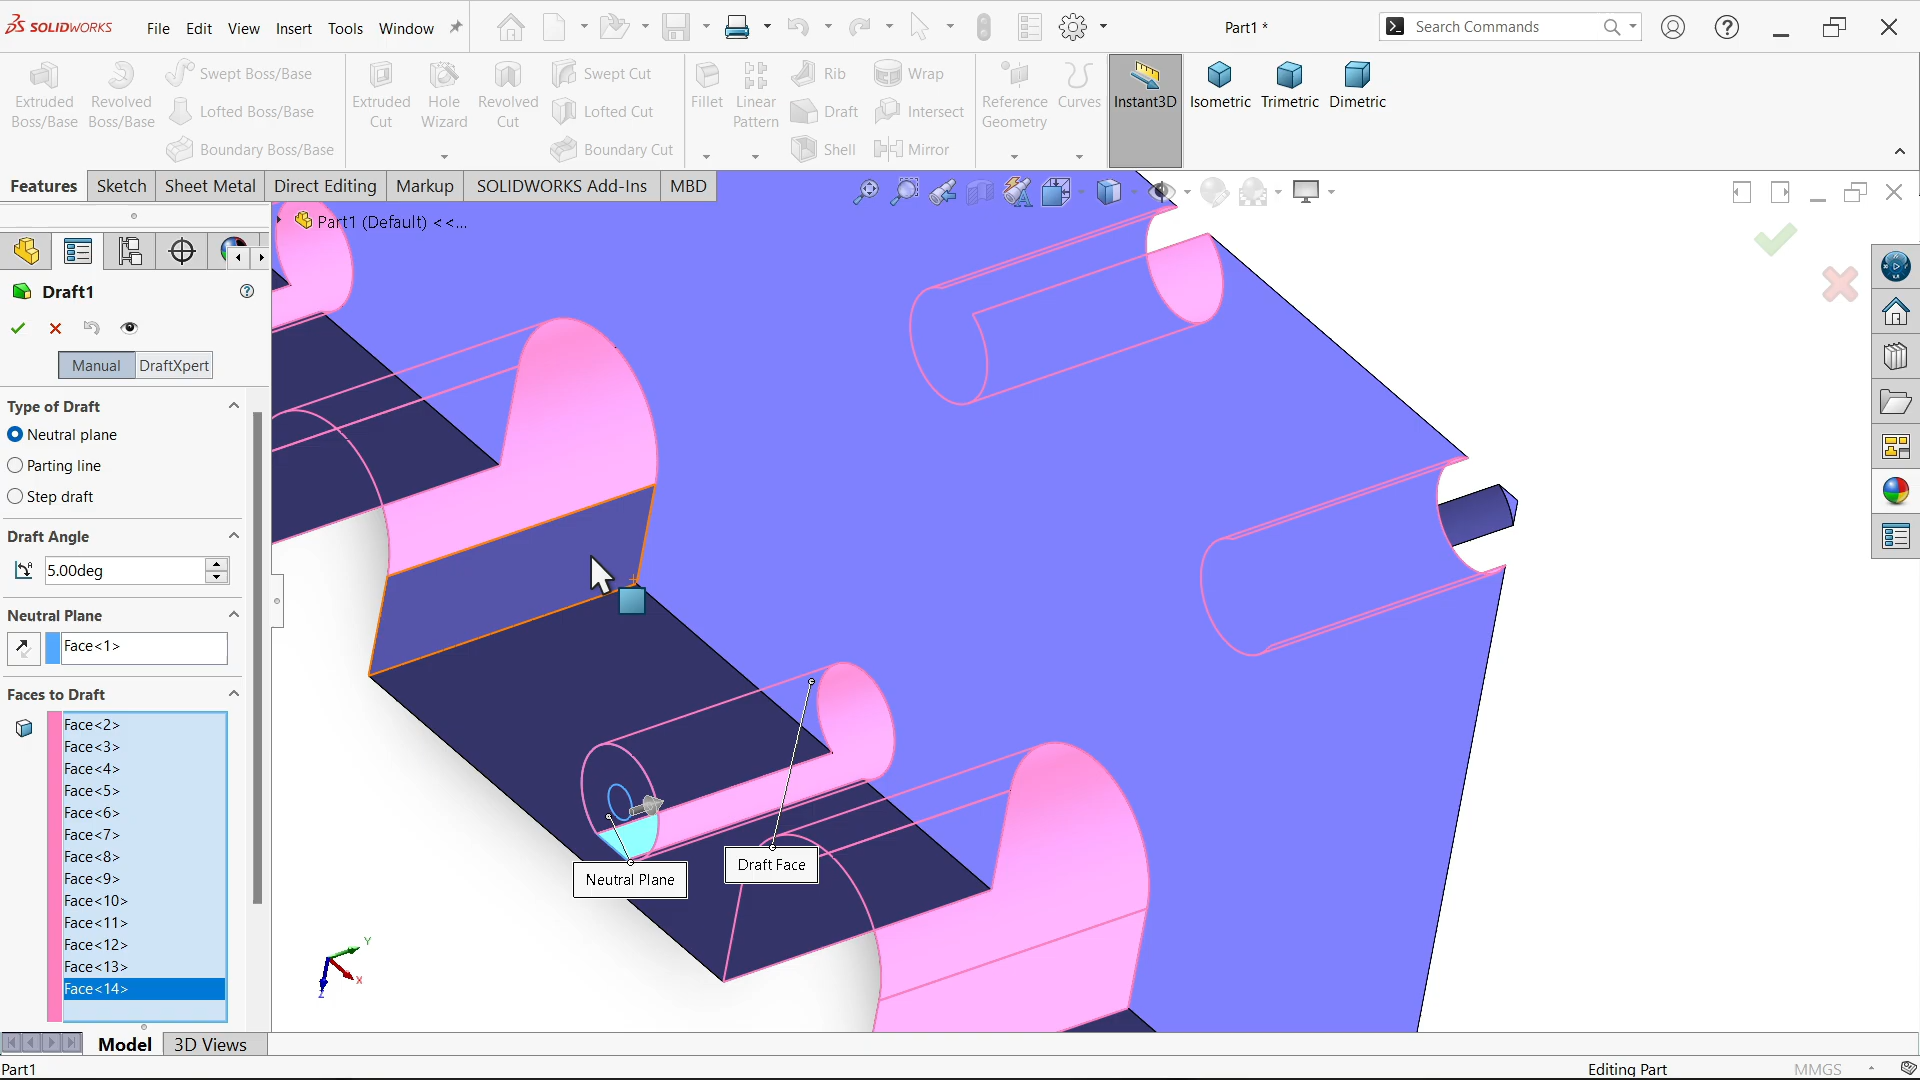 SOLIDWORKS File Edit View Insert Tools Window Part1 * Search Commands
Extruded Boss/Base
Revolved Boss/Base
Swept Boss/Base
Lofted Boss/Base
Boundary Boss/Base
Extruded Cut
Hole Wizard
Revolved Cut
Swept Cut
Lofted Cut
Boundary Cut
Fillet
Linear Pattern
Rib
Draft
Shell
Wrap
Intersect
Mirror
Reference Geometry
Curves
Instant3D
Isometric
Trimetric
Dimetric
Features Sketch Sheet Metal Direct Editing Markup SOLIDWORKS Add-Ins MBD
Part1 (Default) <<...
Draft1
Manual DraftXpert
Type of Draft
Neutral plane
Parting line
Step draft
Draft Angle
5.00deg
Neutral Plane
Face<1>
Faces to Draft
Face<2>
Face<3>
Face<4>
Face<5>
Face<6>
Face<7>
Face<8>
Face<9>
Face<10>
Face<11>
Face<12>
Face<13>
Face<14>
Neutral Plane
Draft Face
Y
X
Z
Model 3D Views
Part1 Editing Part MMGS